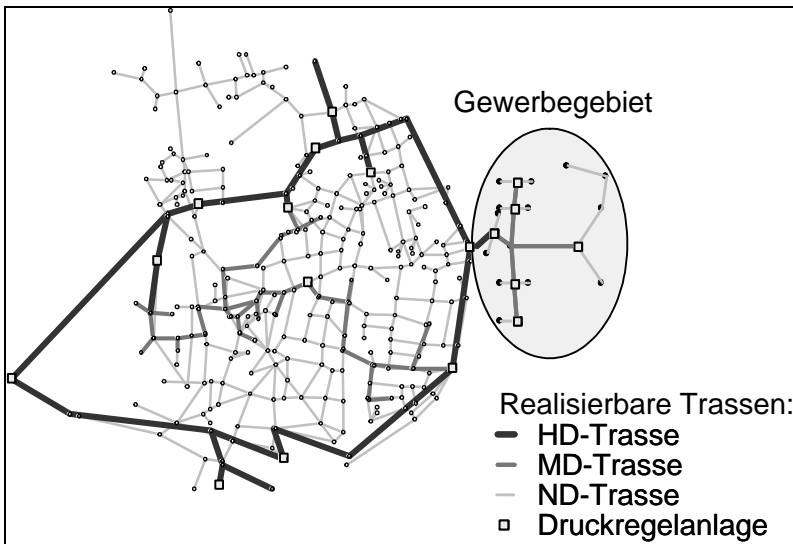 Gewerbegebiet
Realisierbare Trassen:
HD-Trasse
MD-Trasse
ND-Trasse
Druckregelanlage